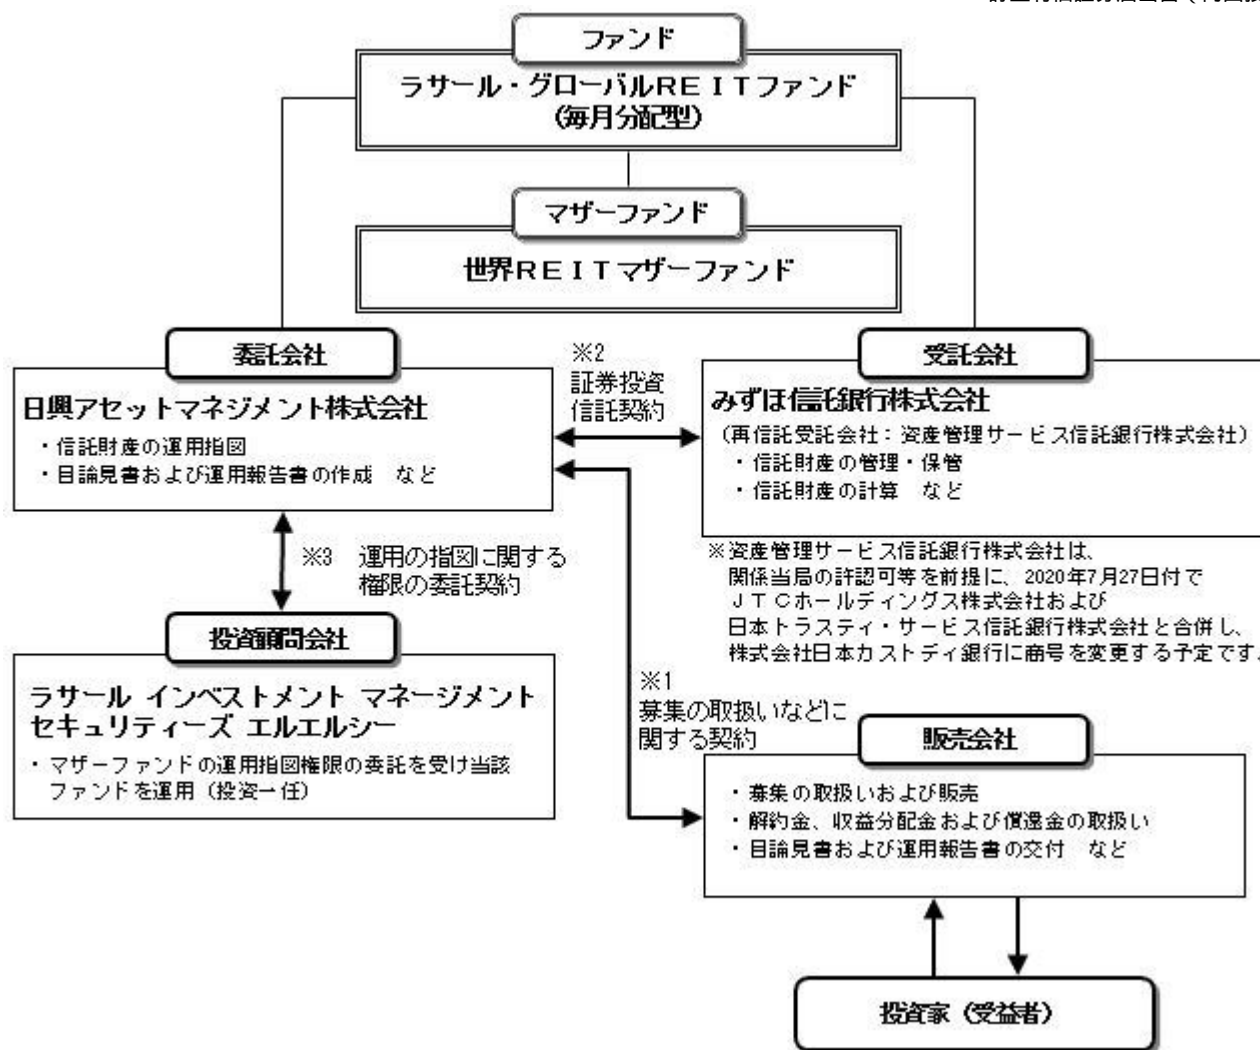 ファンド
ラサール・グローバルREITファンド
(毎月分配型)
マザーファンド
世界REITマザーファンド
委託会社
日興アセットマネジメント株式会社
・信託財産の運用指図
・目論見書および運用報告書の作成　など
※2
証券投資
信託契約
受託会社
みずほ信託銀行株式会社
(再信託受託会社：資産管理サービス信託銀行株式会社)
・信託財産の管理・保管
・信託財産の計算　など
※資産管理サービス信託銀行株式会社は、
関係当局の許認可等を前提に、2020年7月27日付で
JTCホールディングス株式会社および
日本トラスティ・サービス信託銀行株式会社と合併し、
株式会社日本カストディ銀行に商号を変更する予定です。
※3　運用の指図に関する
権限の委託契約
投資顧問会社
ラサール インベストメント マネージメント
セキュリティーズ エルエルシー
・マザーファンドの運用指図権限の委託を受け当該
ファンドを運用（投資一任）
※1
募集の取扱いなどに
関する契約
販売会社
・募集の取扱いおよび販売
・解約金、収益分配金および償還金の取扱い
・目論見書および運用報告書の交付　など
投資家（受益者）